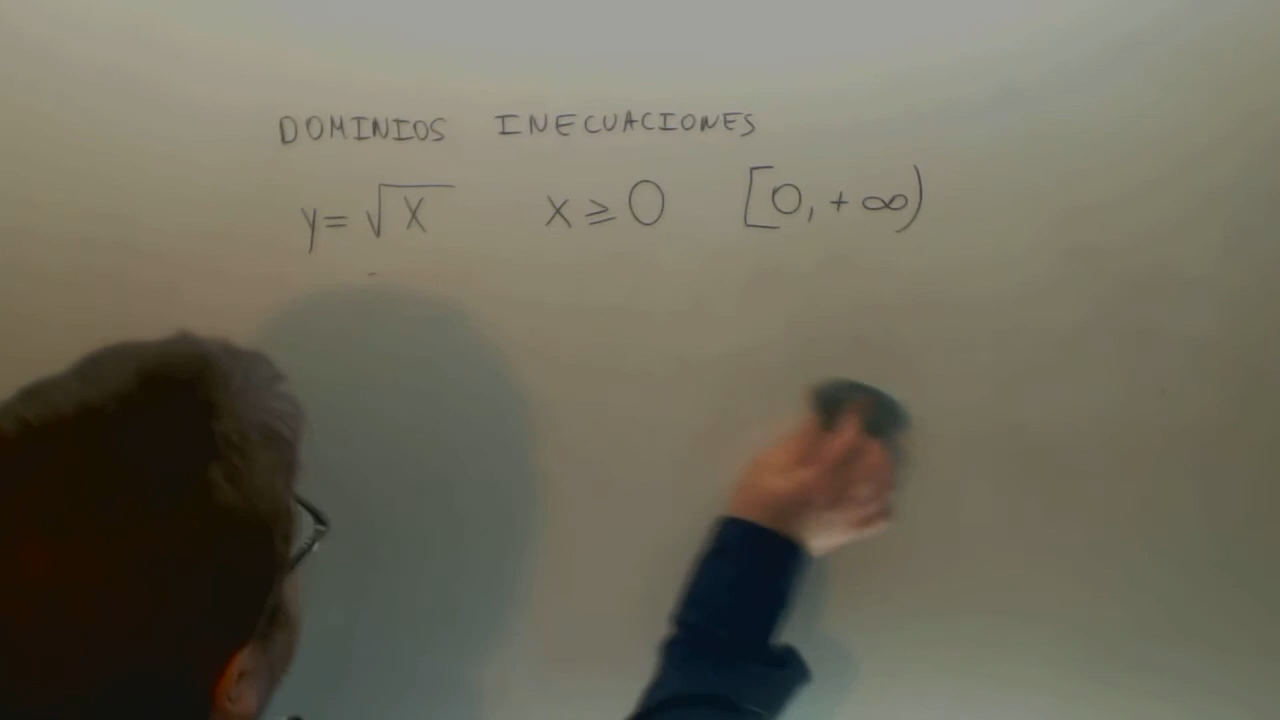 DOMINIOS INECUACIONES
y=√x x≥0 [0,+∞)